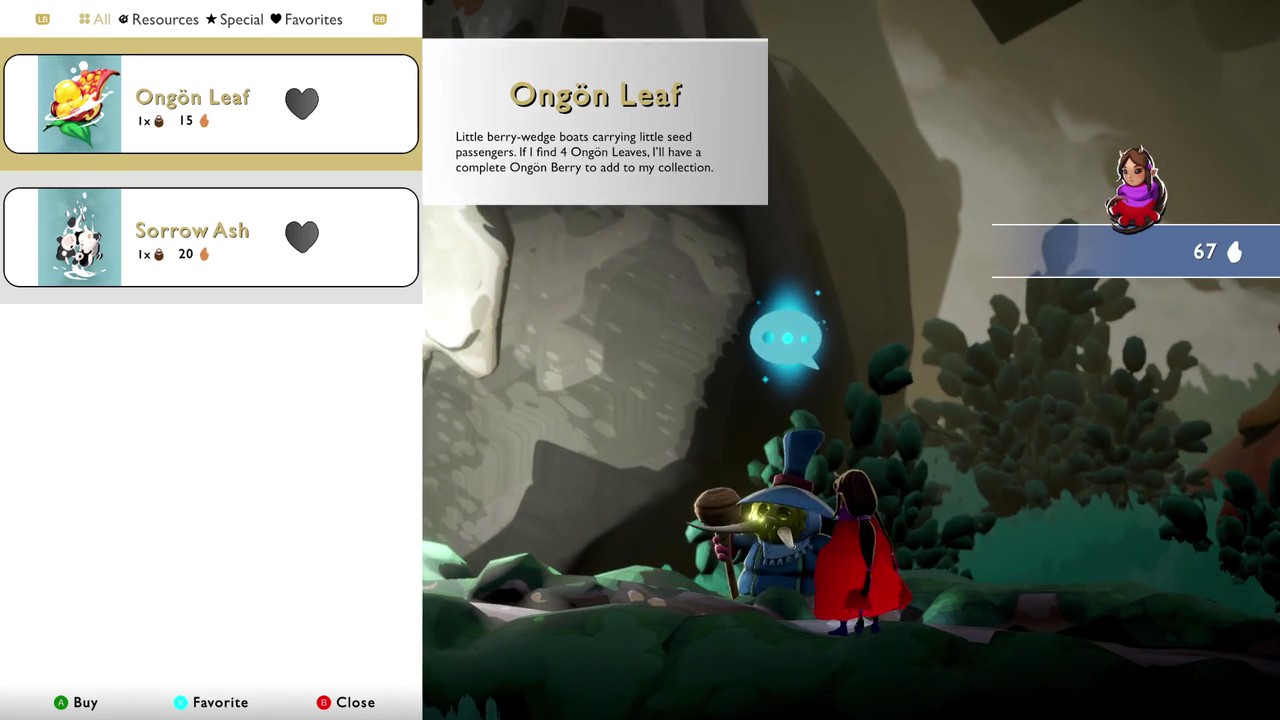 LB All Resources Special Favorites RB
Ongön Leaf
1x 15
Sorrow Ash
1x 20
Ongön Leaf
Little berry-wedge boats carrying little seed
passengers. If I find 4 Ongön Leaves, I'll have a
complete Ongön Berry to add to my collection.
67
A Buy Y Favorite B Close